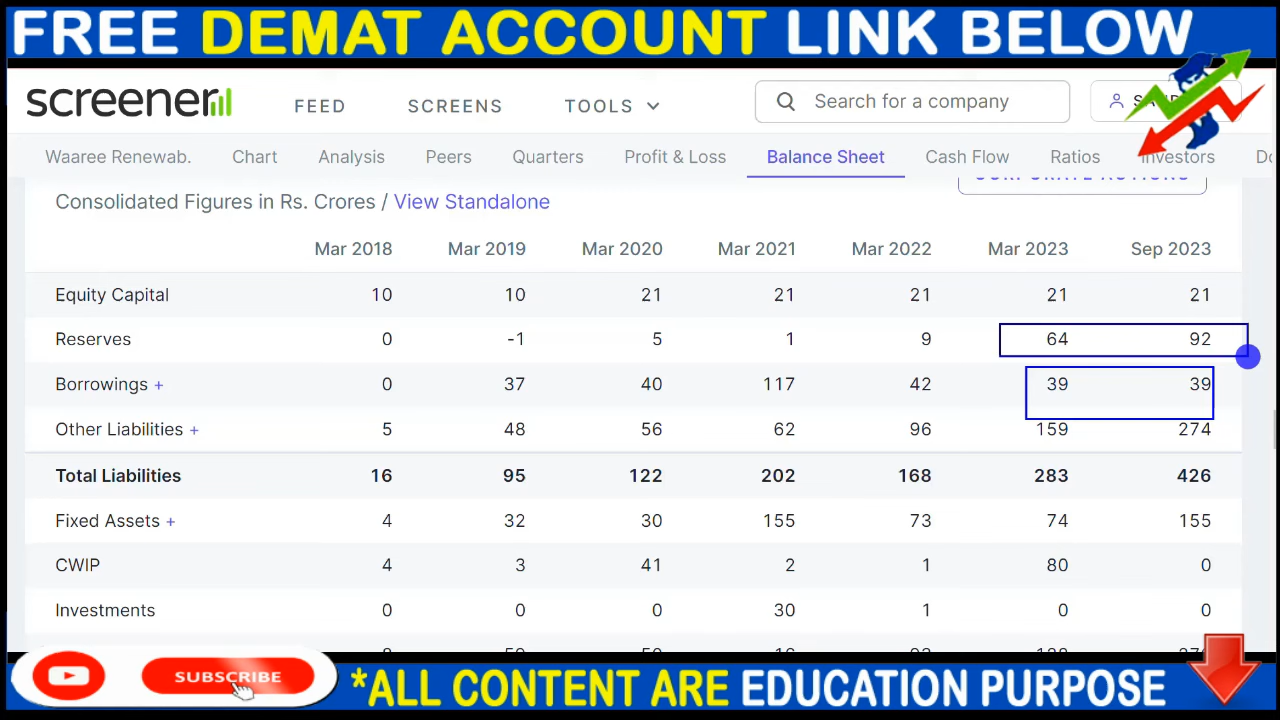 FREE DEMAT ACCOUNT LINK BELOW
screener
FEED SCREENS TOOLS Search for a company
Waaree Renewab. Chart Analysis Peers Quarters Profit & Loss Balance Sheet Cash Flow Ratios Investors
CORPORATE ACTIONS
Consolidated Figures in Rs. Crores / View Standalone
Mar 2018 Mar 2019 Mar 2020 Mar 2021 Mar 2022 Mar 2023 Sep 2023
Equity Capital 10 10 21 21 21 21 21
Reserves 0 -1 5 1 9 64 92
Borrowings + 0 37 40 117 42 39 39
Other Liabilities + 5 48 56 62 96 159 274
Total Liabilities 16 95 122 202 168 283 426
Fixed Assets + 4 32 30 155 73 74 155
CWIP 4 3 41 2 1 80 0
Investments 0 0 0 30 1 0 0
SUBSCRIBE
*ALL CONTENT ARE EDUCATION PURPOSE